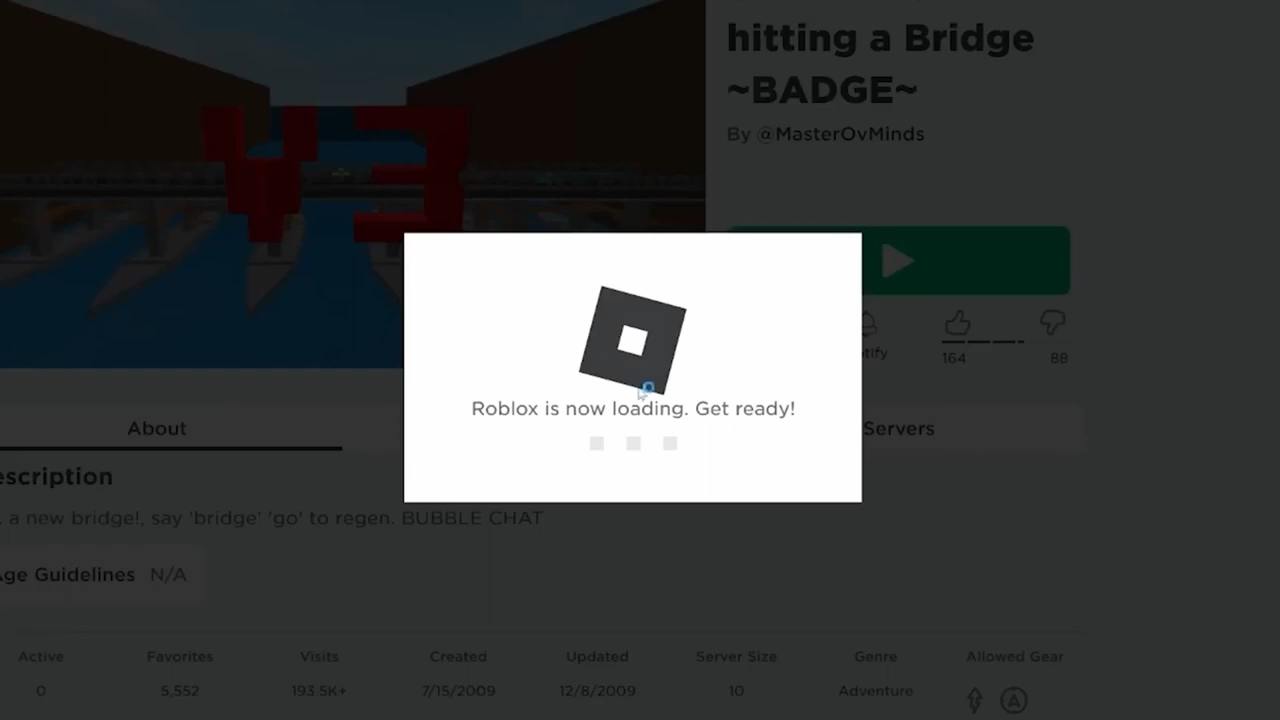 hitting a Bridge
~BADGE~
By @MasterOvMinds
V3
Roblox is now loading. Get ready!
164
88
About
Servers
a new bridge!, say 'bridge' 'go' to regen. BUBBLE CHAT
Guidelines N/A
Active Favorites Visits Created Updated Server Size Genre Allowed Gear
0 5,552 193.5K+ 7/15/2009 12/8/2009 10 Adventure